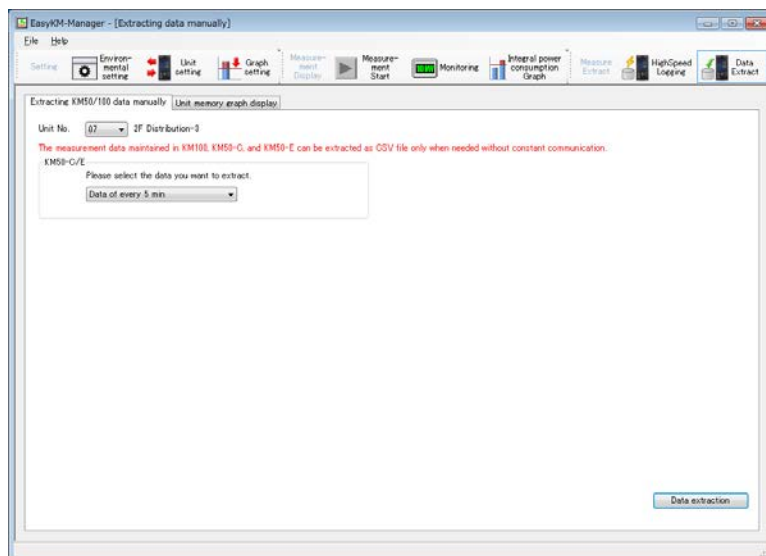 EasyKM-Manager - [Extracting data manually]
File Help
Setting
Environ-
mental
setting
Unit
setting
Graph
setting
Measure-
ment
Display
Measure-
ment
Start
Monitoring
Integral power
consumption
Graph
Measure
Extract
HighSpeed
Logging
Data
Extract
Extracting KM50/100 data manually
Unit memory graph display
Unit No. 07 2F Distribution-3
The measurement data maintained in KM100, KM50-C, and KM50-E can be extracted as CSV file only when needed without constant communication.
KM50-C/E
Please select the data you want to extract.
Data of every 5 min
Data extraction